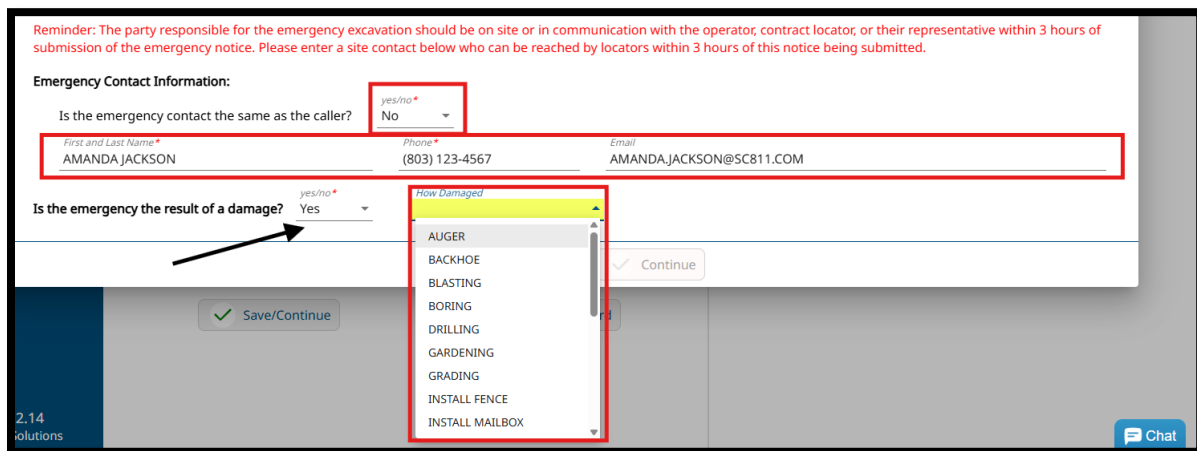 Reminder: The party responsible for the emergency excavation should be on site or in communication with the operator, contract locator, or their representative within 3 hours of
submission of the emergency notice. Please enter a site contact below who can be reached by locators within 3 hours of this notice being submitted.
Emergency Contact Information:
yes/no*
Is the emergency contact the same as the caller? No
First and Last Name* Phone* Email
AMANDA JACKSON (803) 123-4567 AMANDA.JACKSON@SC811.COM
yes/no* How Damaged
Is the emergency the result of a damage? Yes
AUGER
BACKHOE
Continue
BLASTING
BORING
Save/Continue
rd
DRILLING
GARDENING
GRADING
INSTALL FENCE
INSTALL MAILBOX
2.14
Solutions
Chat